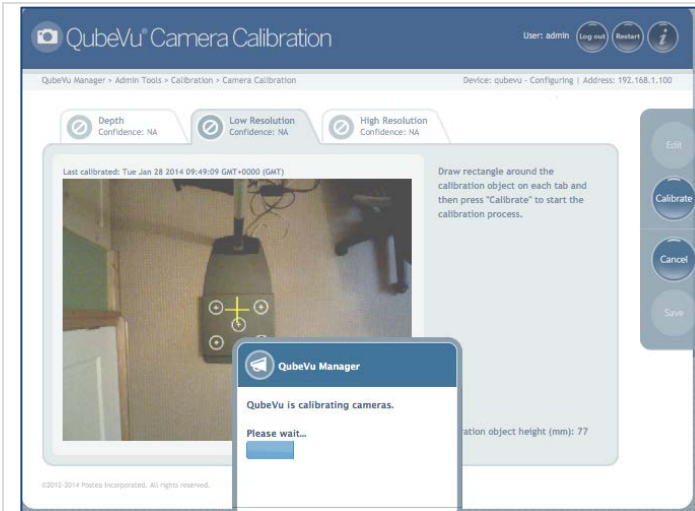 QubeVu® Camera Calibration
User: admin
Log out
Restart
i
QubeVu Manager > Admin Tools > Calibration > Camera Calibration
Device: qubevu - Configuring | Address: 192.168.1.100
Depth
Confidence: NA
Low Resolution
Confidence: NA
High Resolution
Confidence: NA
Edit
Last calibrated: Tue Jan 28 2014 09:49:09 GMT+0000 (GMT)
Draw rectangle around the
calibration object on each tab and
then press "Calibrate" to start the
calibration process.
Calibrate
Cancel
Save
QubeVu Manager
QubeVu is calibrating cameras.
Please wait...
ration object height (mm): 77
©2012-2014 Postea Incorporated. All rights reserved.